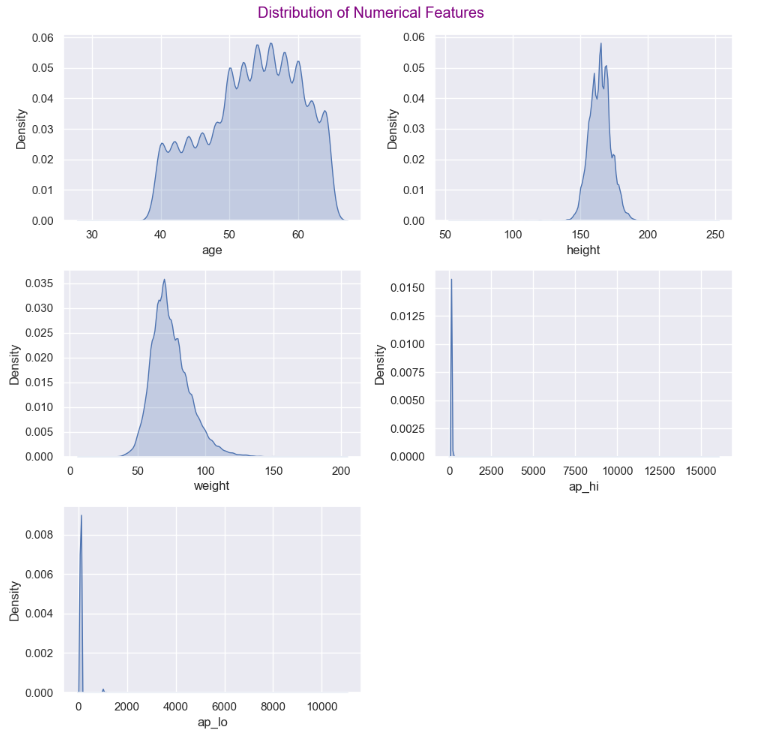 Distribution of Numerical Features
0.06
0.05
0.04
0.03
0.02
0.01
0.00
Density
30 40 50 60
age
0.06
0.05
0.04
0.03
0.02
0.01
0.00
Density
50 100 150 200 250
height
0.035
0.030
0.025
0.020
0.015
0.010
0.005
0.000
Density
0 50 100 150 200
weight
0.0150
0.0125
0.0100
0.0075
0.0050
0.0025
0.0000
Density
0 2500 5000 7500 10000 12500 15000
ap_hi
0.008
0.006
0.004
0.002
0.000
Density
0 2000 4000 6000 8000 10000
ap_lo